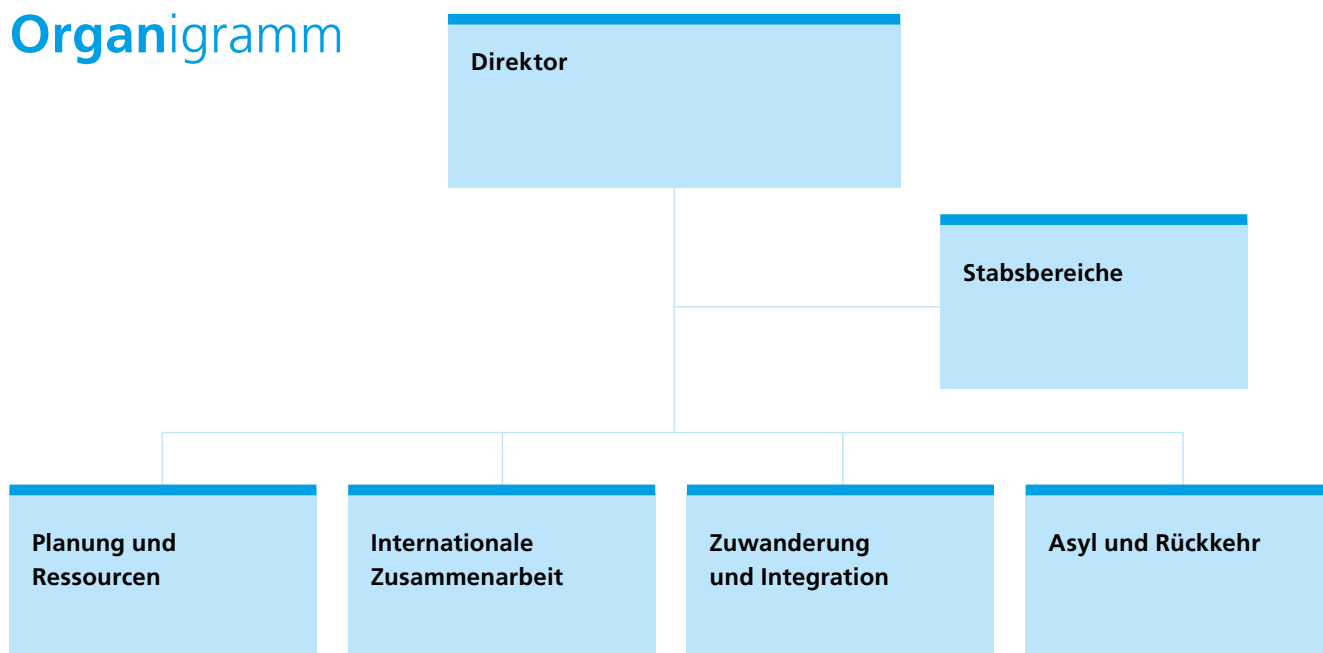 Organigramm
Direktor
Stabsbereiche
Planung und
Ressourcen
Internationale
Zusammenarbeit
Zuwanderung
und Integration
Asyl und Rückkehr